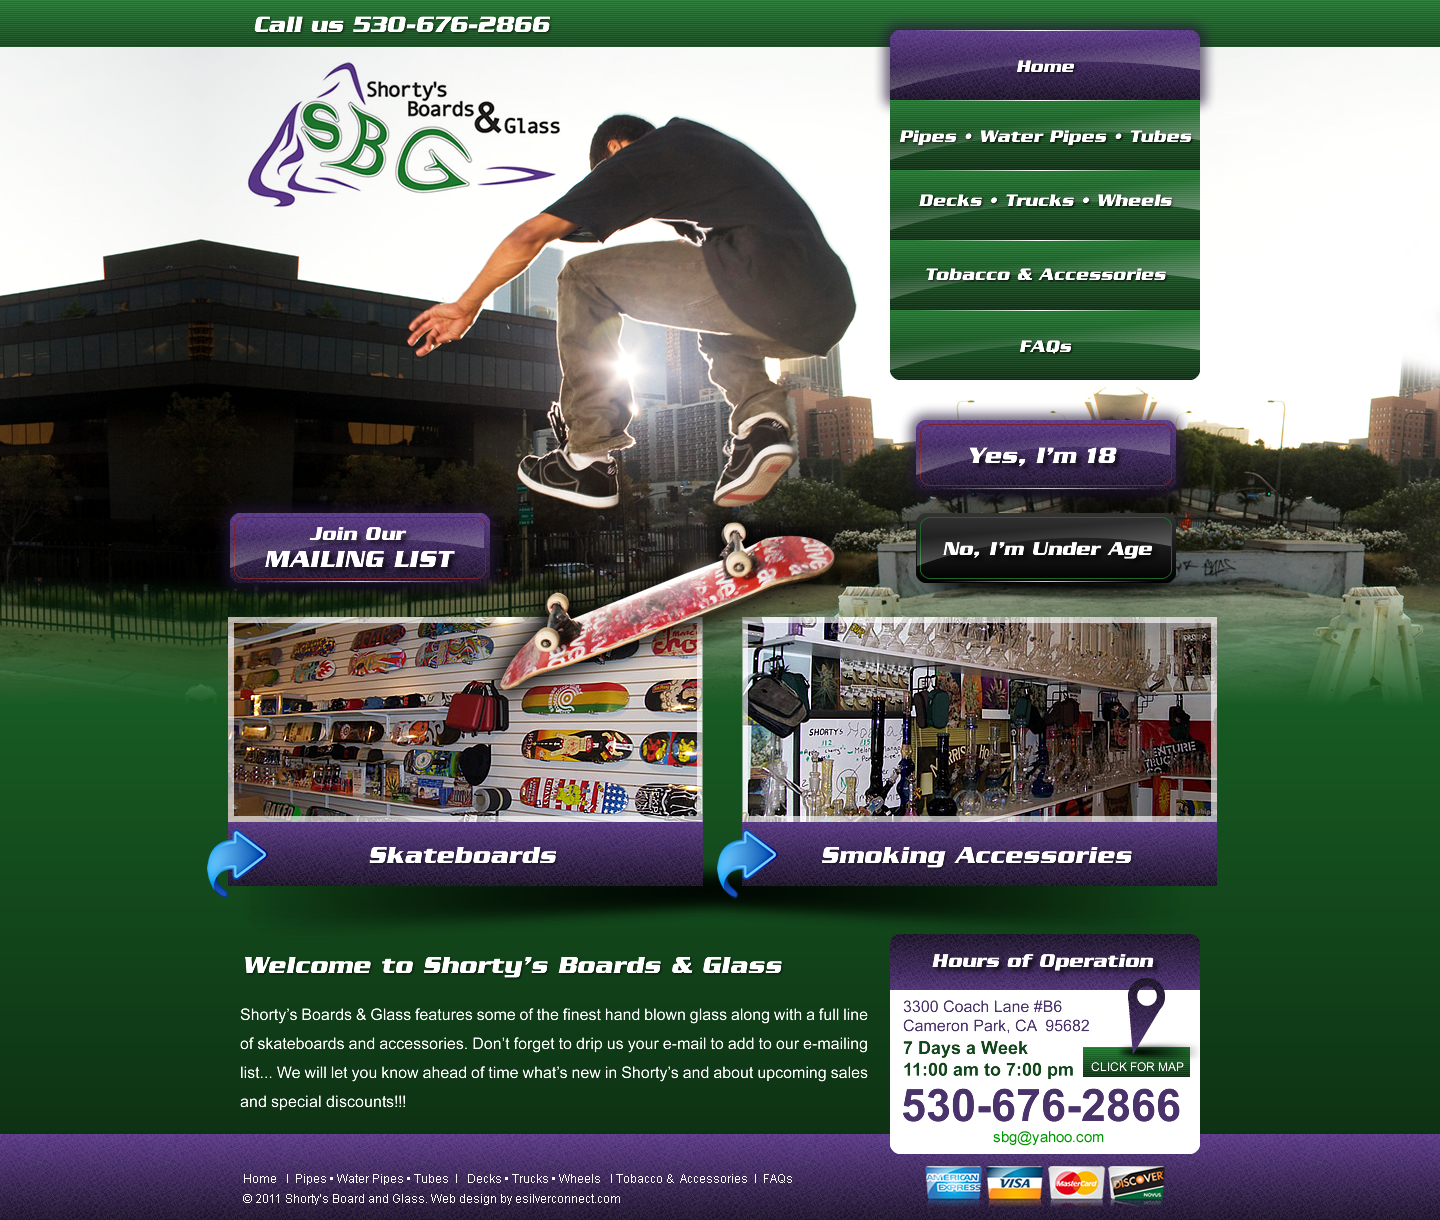 Call us 530-676-2866
Shorty's
Boards & Glass
SBG
Home
Pipes • Water Pipes • Tubes
Decks • Trucks • Wheels
Tobacco & Accessories
FAQs
Yes, I'm 18
No, I'm Under Age
Join Our
MAILING LIST
SHORTY'S
VENTURE
Skateboards
Smoking Accessories
Welcome to Shorty's Boards & Glass
Shorty's Boards & Glass features some of the finest hand blown glass along with a full line
of skateboards and accessories. Don't forget to drip us your e-mail to add to our e-mailing
list... We will let you know ahead of time what's new in Shorty's and about upcoming sales
and special discounts!!!
Hours of Operation
3300 Coach Lane #B6
Cameron Park, CA 95682
7 Days a Week
11:00 am to 7:00 pm
CLICK FOR MAP
530-676-2866
sbg@yahoo.com
Home | Pipes • Water Pipes • Tubes | Decks • Trucks • Wheels | Tobacco & Accessories | FAQs
© 2011 Shorty's Board and Glass. Web design by esilverconnect.com
AMERICAN EXPRESS
VISA
MasterCard
DISCOVER
NOVUS